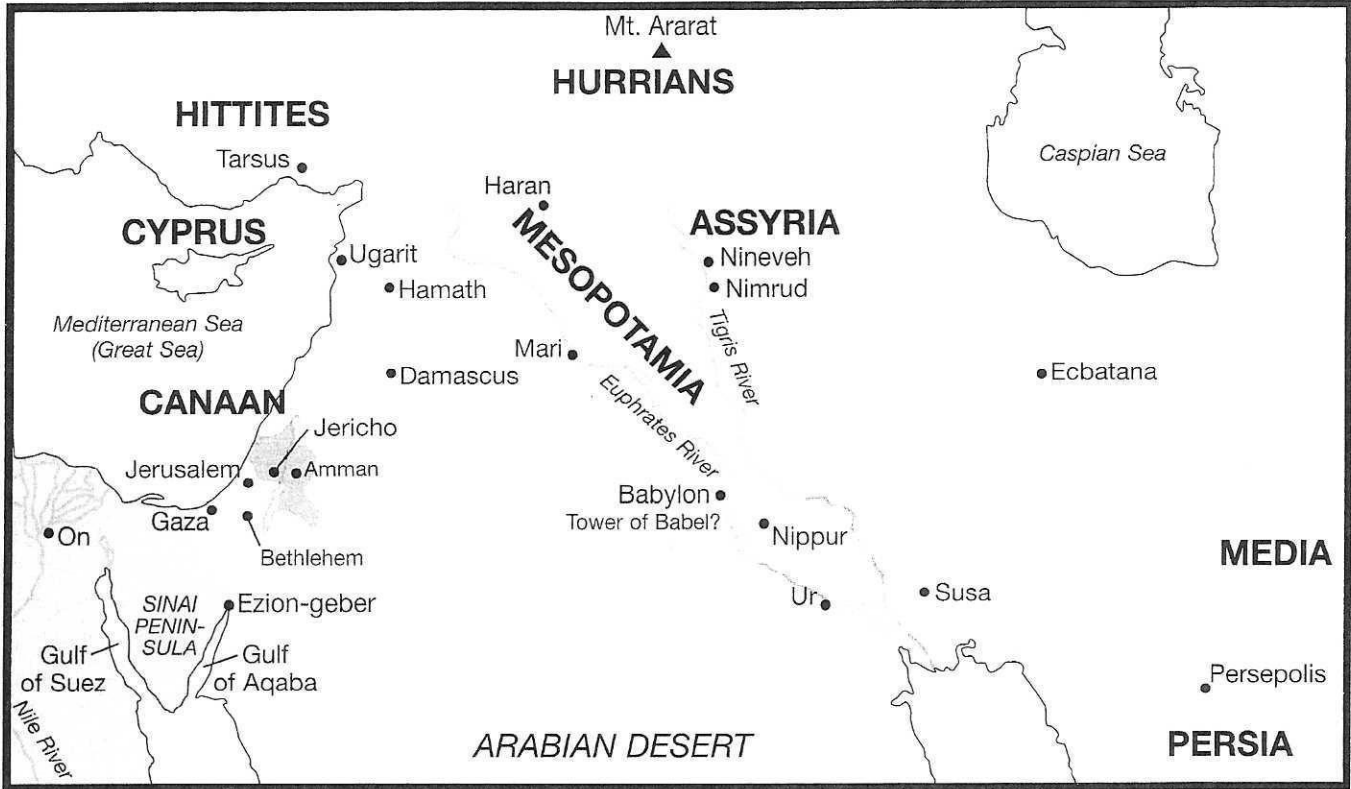 Mt. Ararat
HURRIANS
HITTITES
Tarsus
Caspian Sea
Haran
CYPRUS
MESOPOTAMIA
ASSYRIA
Ugarit
Nineveh
Hamath
Nimrud
Mediterranean Sea
(Great Sea)
Tigris River
Mari
Damascus
Ecbatana
Euphrates River
CANAAN
Jericho
Jerusalem
Amman
Babylon
Tower of Babel?
Gaza
On
Nippur
Bethlehem
MEDIA
Ur
Susa
SINAI
PENIN-
SULA
Ezion-geber
Gulf
of Suez
Gulf
of Aqaba
Persepolis
Nile River
ARABIAN DESERT
PERSIA